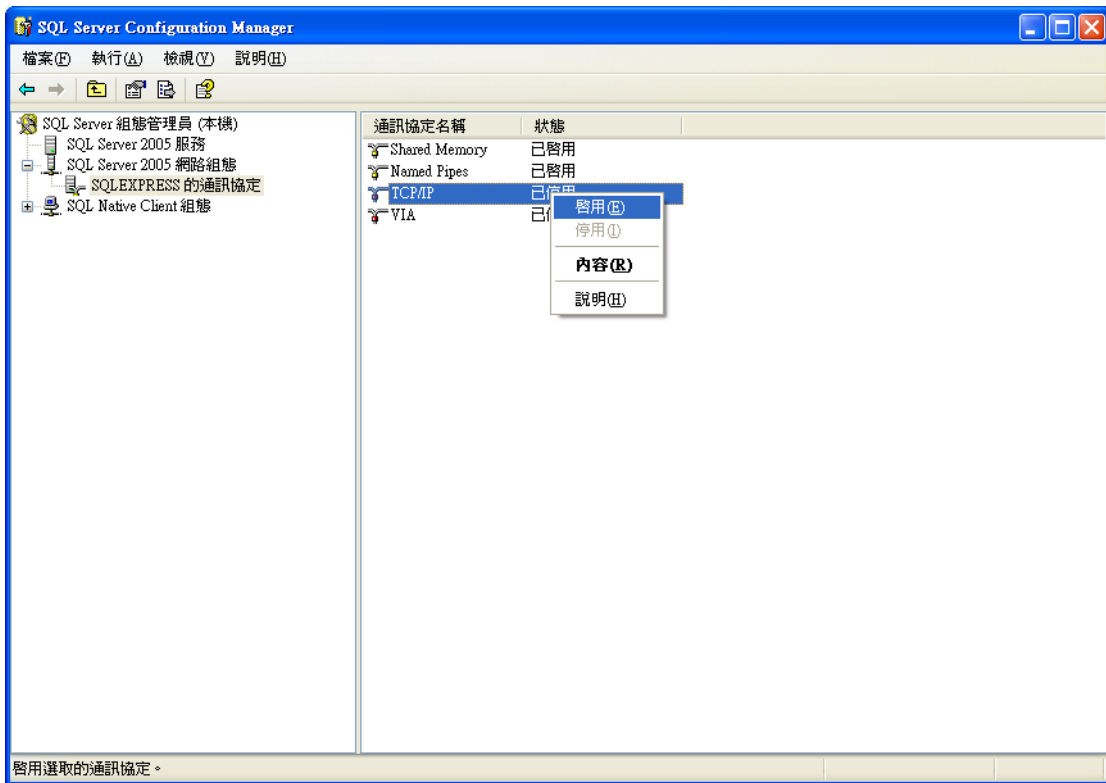 SQL Server Configuration Manager
檔案(F) 執行(A) 檢視(V) 說明(H)
SQL Server 組態管理員 (本機)
SQL Server 2005 服務
SQL Server 2005 網路組態
SQLEXPRESS 的通訊協定
SQL Native Client 組態
通訊協定名稱 狀態
Shared Memory 已啓用
Named Pipes 已啓用
TCP/IP 已停用
VIA
啓用(E)
停用(I)
內容(R)
說明(H)
啓用選取的通訊協定。